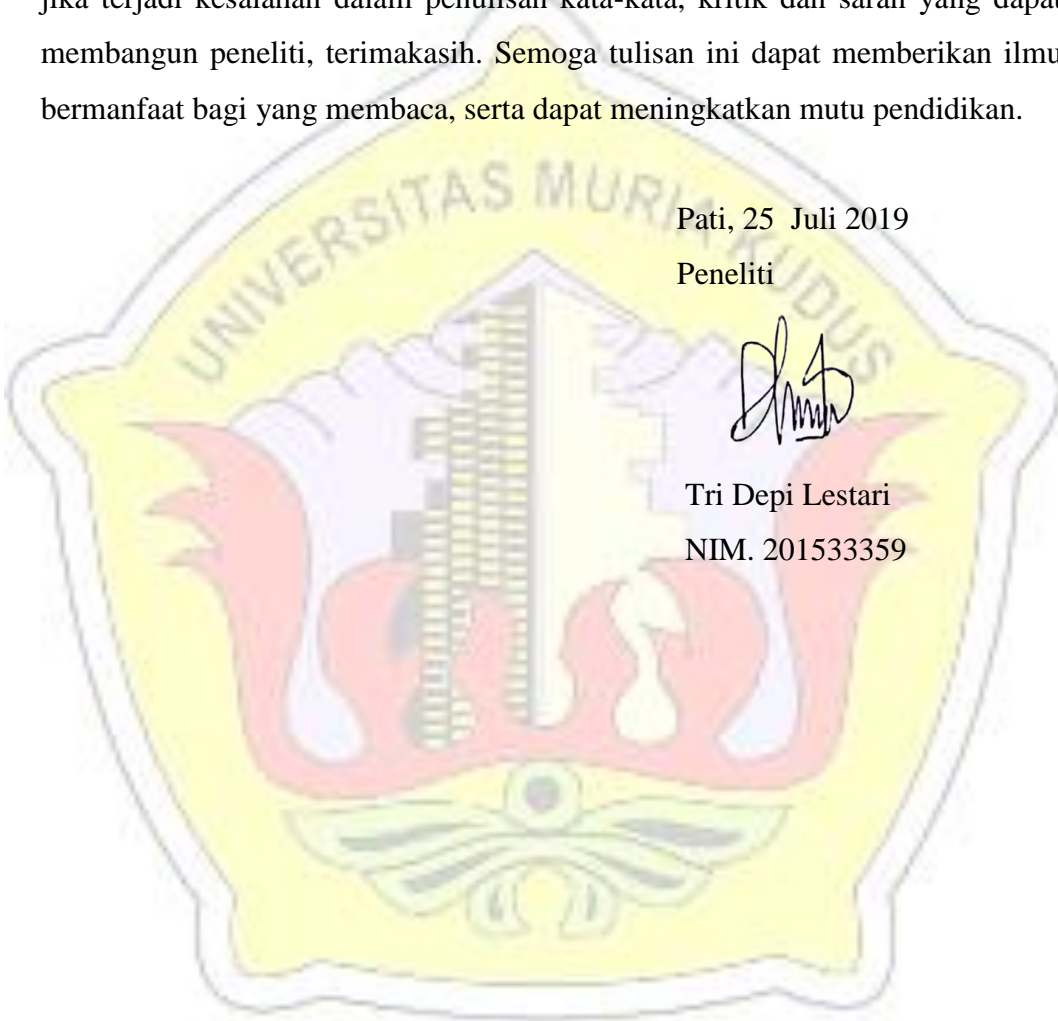 jika terjadi kesalahan dalam penulisan kata-kata, kritik dan saran yang dapat
membangun peneliti, terimakasih. Semoga tulisan ini dapat memberikan ilmu
bermanfaat bagi yang membaca, serta dapat meningkatkan mutu pendidikan.
UNIVERSITAS MURIA KUDUS
Pati, 25 Juli 2019
Peneliti
Tri Depi Lestari
NIM. 201533359